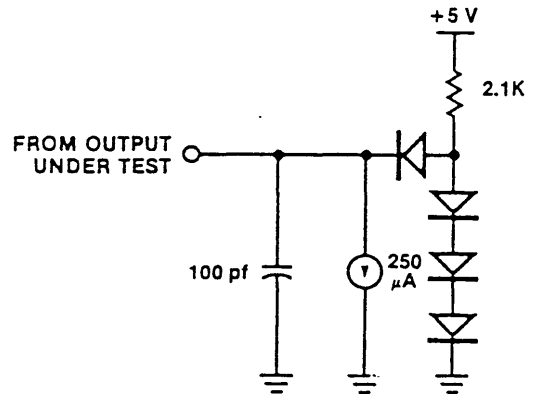 +5 V
2.1K
FROM OUTPUT
UNDER TEST
100 pf
250
μA